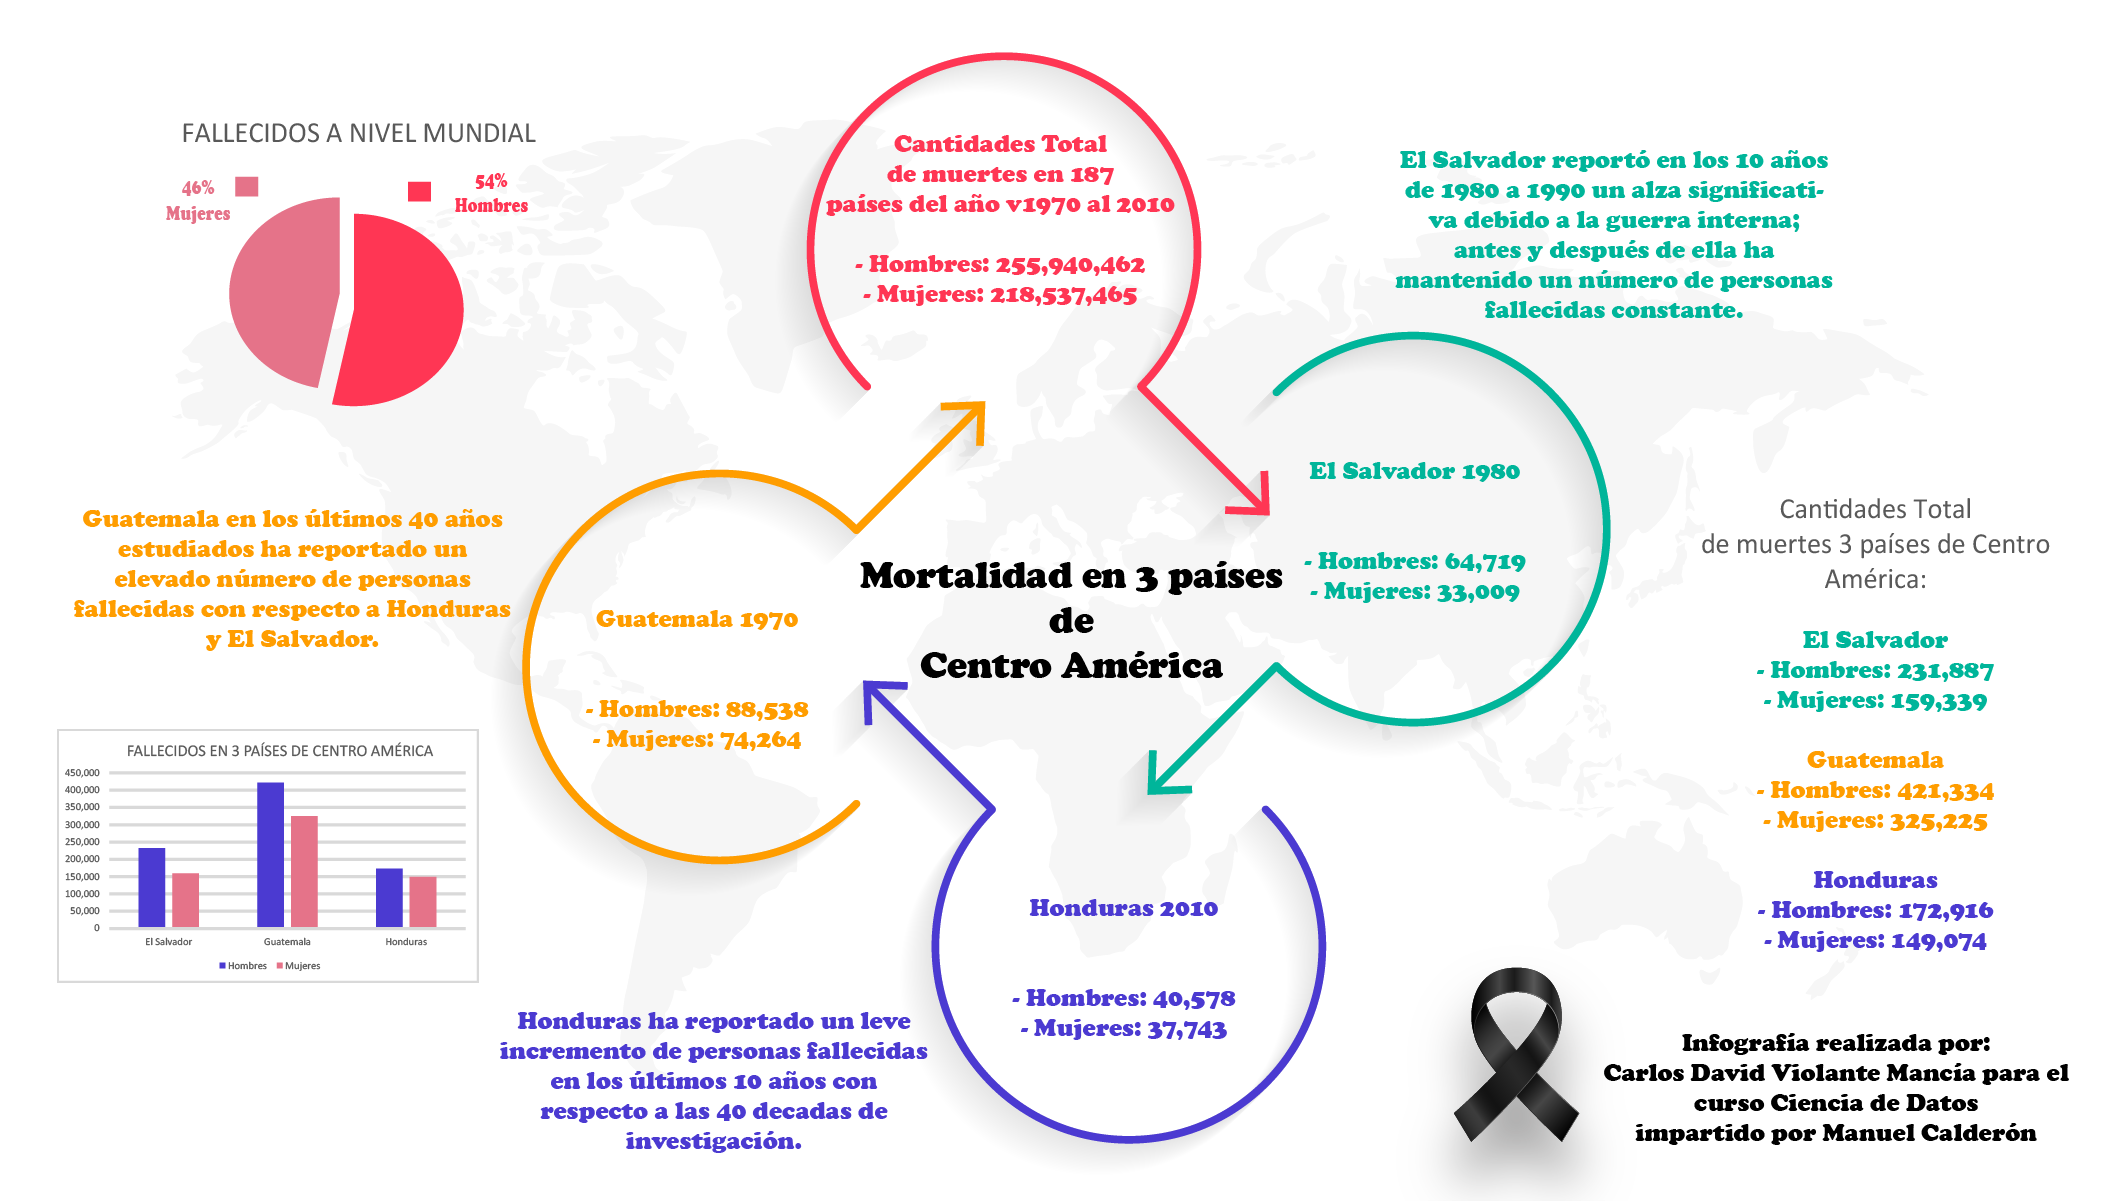 FALLECIDOS A NIVEL MUNDIAL
46%
Mujeres
54%
Hombres
Cantidades Total
de muertes en 187
países del año v1970 al 2010
- Hombres: 255,940,462
- Mujeres: 218,537,465
El Salvador reportó en los 10 años
de 1980 a 1990 un alza significati-
va debido a la guerra interna;
antes y después de ella ha
mantenido un número de personas
fallecidas constante.
El Salvador 1980
- Hombres: 64,719
- Mujeres: 33,009
Guatemala en los últimos 40 años
estudiados ha reportado un
elevado número de personas
fallecidas con respecto a Honduras
y El Salvador.
Guatemala 1970
- Hombres: 88,538
- Mujeres: 74,264
Mortalidad en 3 países
de
Centro América
Cantidades Total
de muertes 3 países de Centro
América:
El Salvador
- Hombres: 231,887
- Mujeres: 159,339
Guatemala
- Hombres: 421,334
- Mujeres: 325,225
Honduras
- Hombres: 172,916
- Mujeres: 149,074
FALLECIDOS EN 3 PAÍSES DE CENTRO AMÉRICA
450,000
400,000
350,000
300,000
250,000
200,000
150,000
100,000
50,000
0
El Salvador
Guatemala
Honduras
Hombres
Mujeres
Honduras 2010
- Hombres: 40,578
- Mujeres: 37,743
Honduras ha reportado un leve
incremento de personas fallecidas
en los últimos 10 años con
respecto a las 40 decadas de
investigación.
Infografía realizada por:
Carlos David Violante Mancía para el
curso Ciencia de Datos
impartido por Manuel Calderón